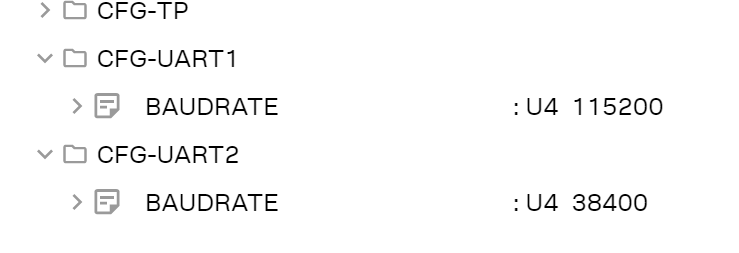 CFG-TP
CFG-UART1
BAUDRATE : U4 115200
CFG-UART2
BAUDRATE : U4 38400